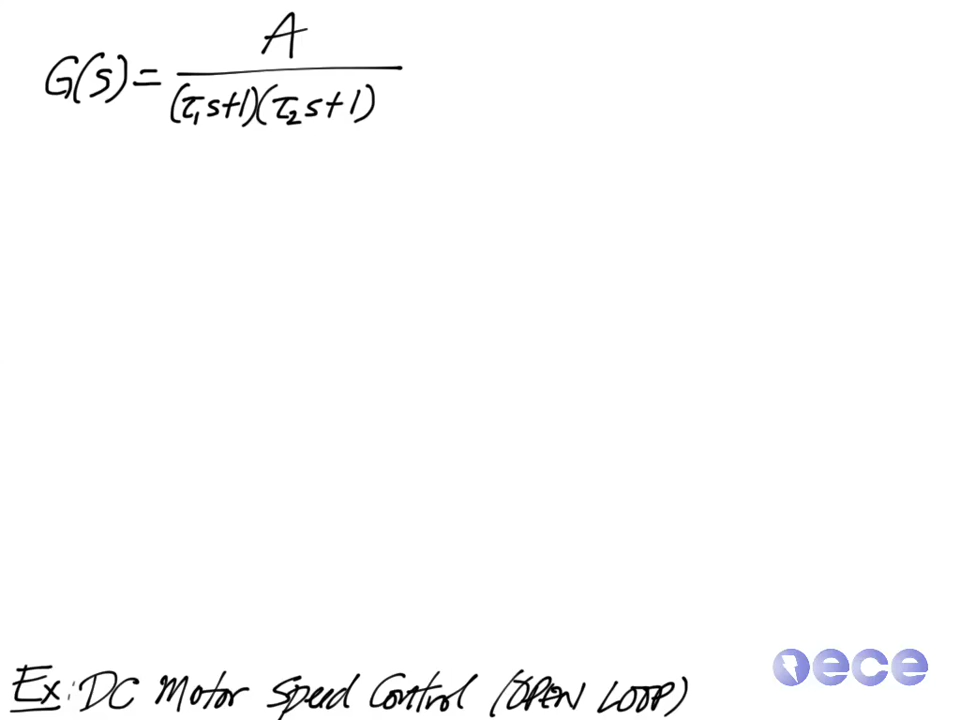 G(s) = A / (τ₁s+1)(τ₂s+1)
ece
Ex: DC Motor Speed Control (OPEN LOOP)